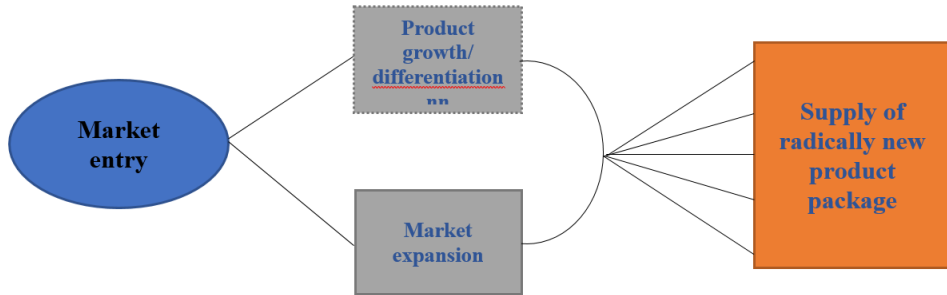 Market
entry
Product
growth/
differentiation
Market
expansion
Supply of
radically new
product
package